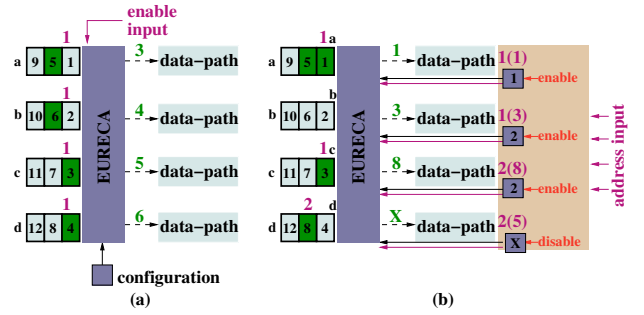 enable
input
1
a 9 5 1
3 data-path
1
b 10 6 2
4 data-path
EURECA
1
c 11 7 3
5 data-path
1
d 12 8 4
6 data-path
configuration
(a)
1 a
a 9 5 1
1 data-path
1(1)
1 enable
b
b 10 6 2
3 data-path
1(3)
2 enable
EURECA
address input
1 c
c 11 7 3
8 data-path
2(8)
2 enable
2 d
d 12 8 4
X data-path
2(5)
X disable
(b)